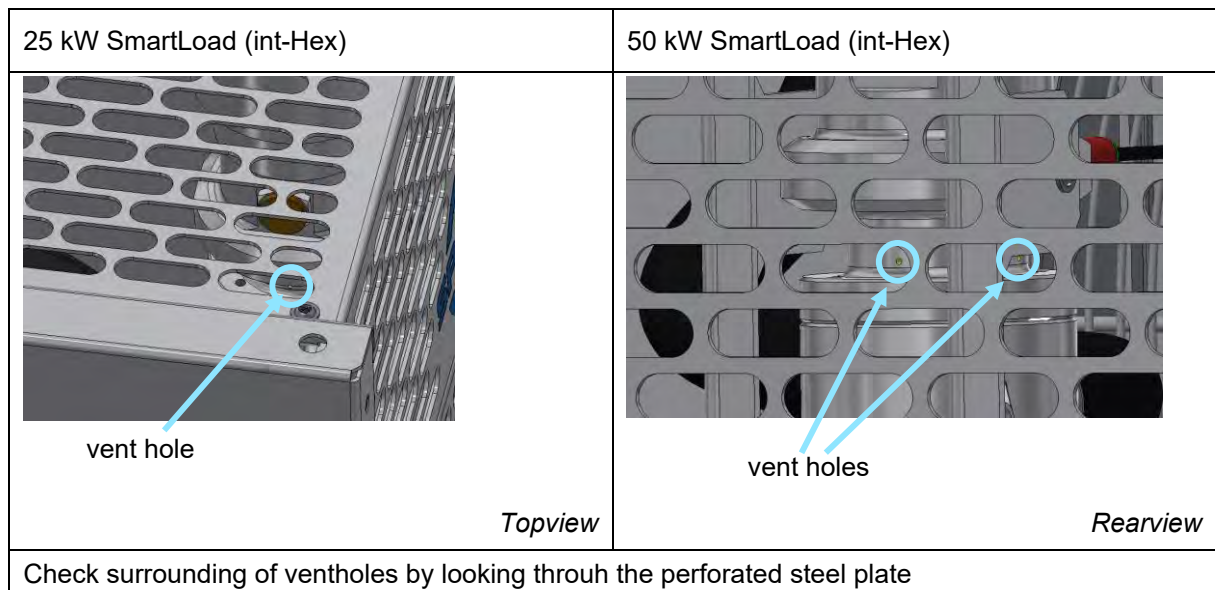 25 kW SmartLoad (int-Hex)
50 kW SmartLoad (int-Hex)
vent hole
Topview
vent holes
Rearview
Check surrounding of ventholes by looking throuh the perforated steel plate